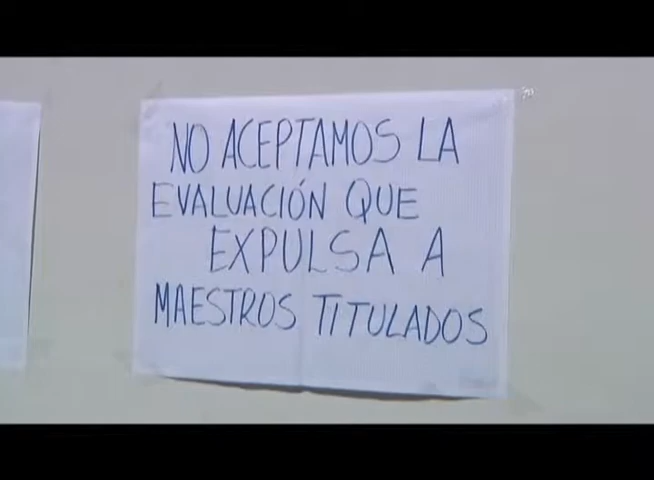 NO ACEPTAMOS LA
EVALUACIÓN QUE
EXPULSA A
MAESTROS TITULADOS